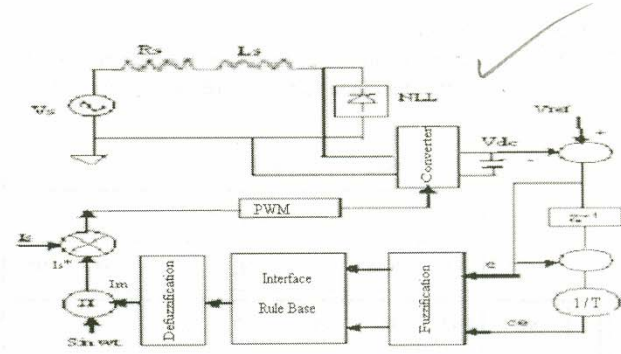 Rs
Ls
Vs
NLL
Vref
+
Converter
Vdc
-
PWM
Is
Is*
Im
Π
Sin wt
Defuzzification
Interface
Rule Base
Fuzzification
e
ce
z⁻¹
1/T